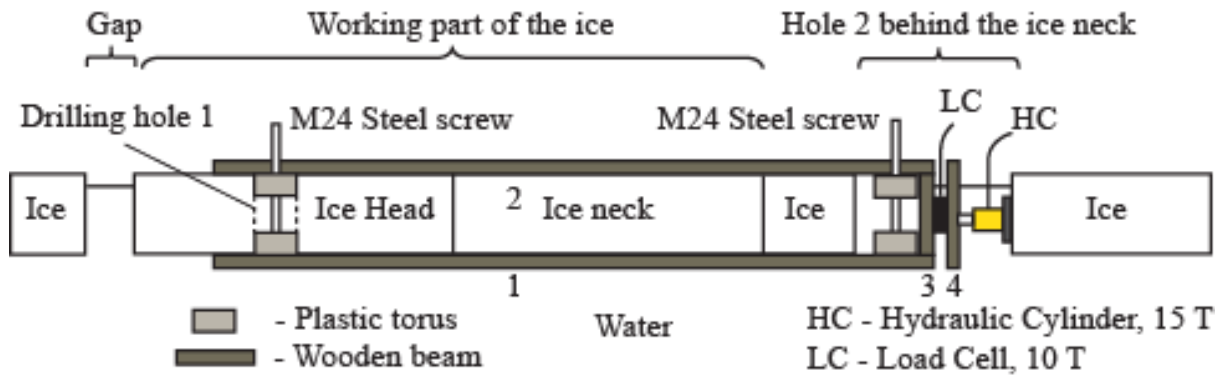 Gap
Working part of the ice
Hole 2 behind the ice neck
Drilling hole 1
M24 Steel screw
M24 Steel screw
LC
HC
Ice
Ice Head
2
Ice neck
Ice
Ice
1
3
4
- Plastic torus
Water
HC - Hydraulic Cylinder, 15 T
- Wooden beam
LC - Load Cell, 10 T